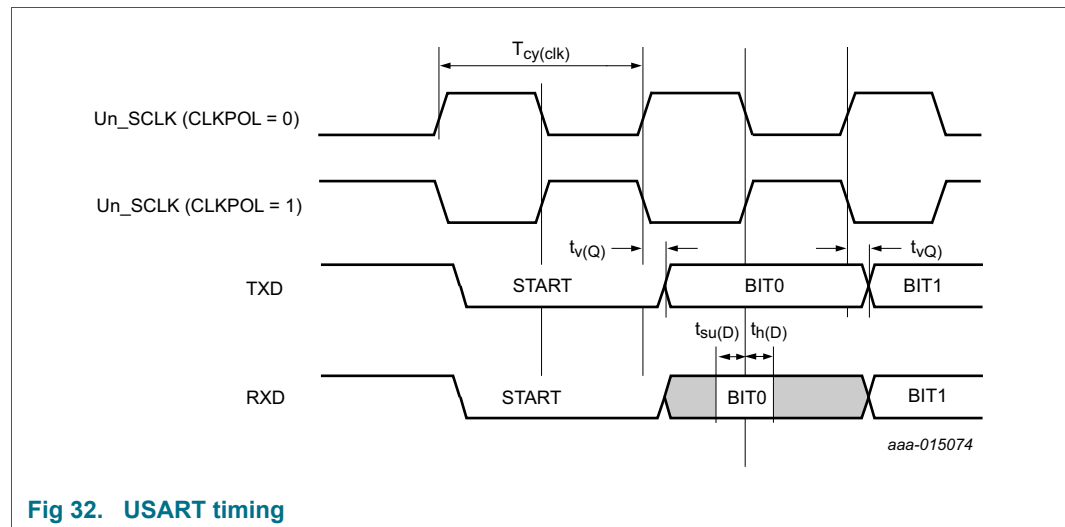 Tcy(clk)
Un_SCLK (CLKPOL = 0)
Un_SCLK (CLKPOL = 1)
tv(Q)
tvQ)
TXD
START
BIT0
BIT1
tsu(D)
th(D)
RXD
START
BIT0
BIT1
aaa-015074
Fig 32. USART timing